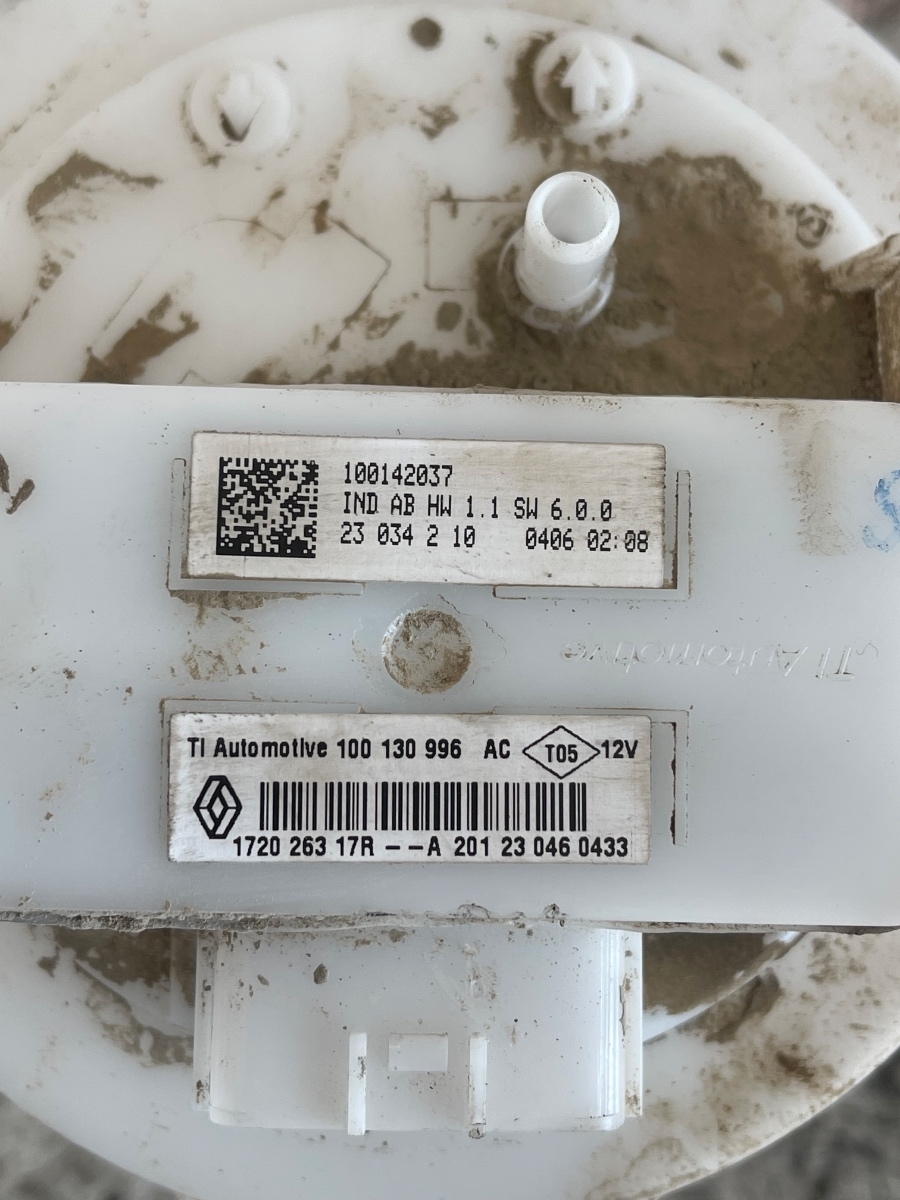 100142037
IND AB HW 1.1 SW 6.0.0
23 034 2 10 0406 02:08
TI Automotive
TI Automotive 100 130 996 AC T05 12V
1720 263 17R --A 201 23 046 0433